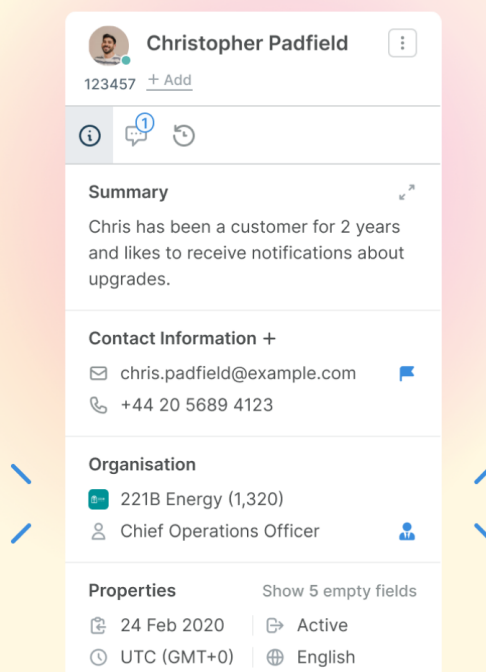 Christopher Padfield
123457 + Add
1
Summary
Chris has been a customer for 2 years
and likes to receive notifications about
upgrades.
Contact Information +
chris.padfield@example.com
+44 20 5689 4123
Organisation
221B Energy (1,320)
Chief Operations Officer
Properties Show 5 empty fields
24 Feb 2020 Active
UTC (GMT+0) English